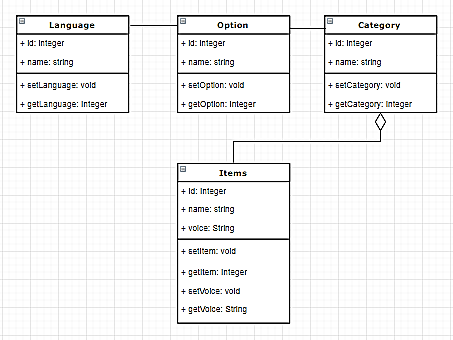 Language
+ id: Integer
+ name: string
+ setLanguage: void
+ getLanguage: Integer
Option
+ id: Integer
+ name: string
+ setOption: void
+ getOption: Integer
Category
+ id: Integer
+ name: string
+ setCategory: void
+ getCategory: Integer
Items
+ id: Integer
+ name: string
+ voice: String
+ setItem: void
+ getItem: Integer
+ setVoice: void
+ getVoice: String